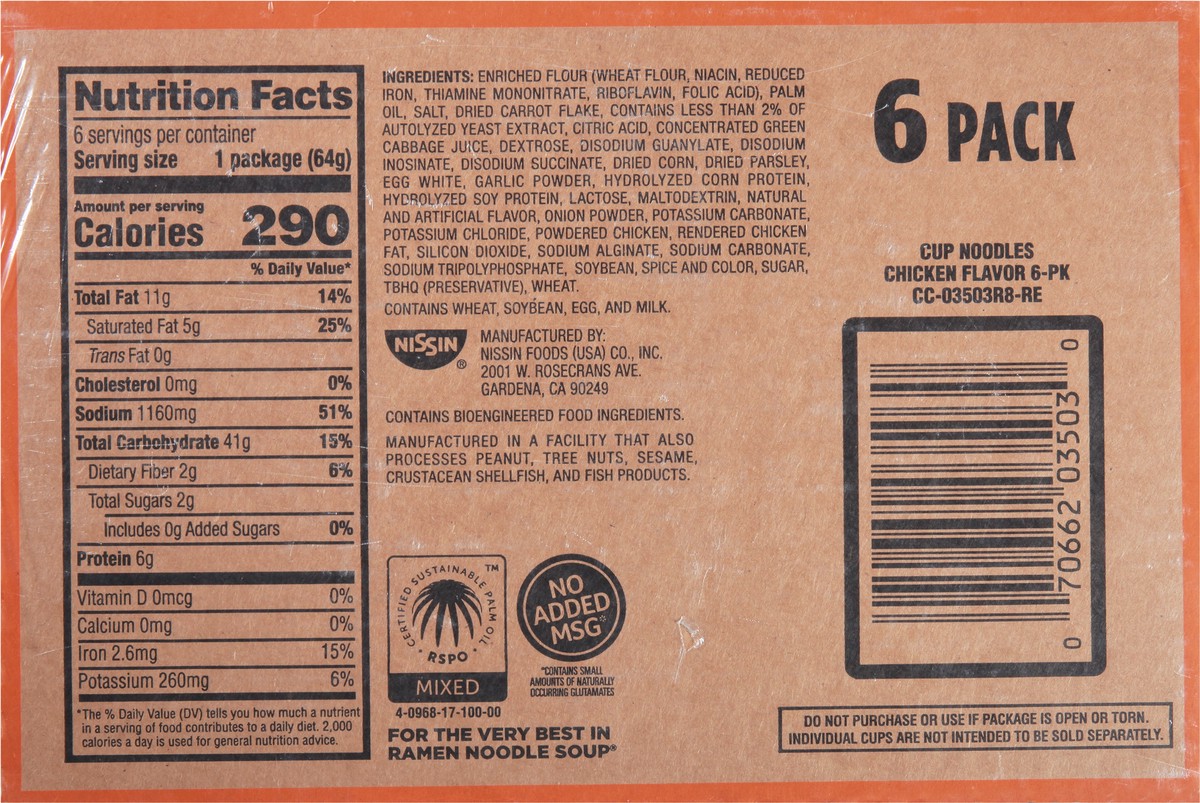 Nutrition Facts
6 servings per container
Serving size 1 package (64g)
Amount per serving
Calories 290
% Daily Value*
Total Fat 11g 14%
Saturated Fat 5g 25%
Trans Fat 0g
Cholesterol 0mg 0%
Sodium 1160mg 51%
Total Carbohydrate 41g 15%
Dietary Fiber 2g 6%
Total Sugars 2g
Includes 0g Added Sugars 0%
Protein 6g
Vitamin D 0mcg 0%
Calcium 0mg 0%
Iron 2.6mg 15%
Potassium 260mg 6%
*The % Daily Value (DV) tells you how much a nutrient
in a serving of food contributes to a daily diet. 2,000
calories a day is used for general nutrition advice.
INGREDIENTS: ENRICHED FLOUR (WHEAT FLOUR, NIACIN, REDUCED
IRON, THIAMINE MONONITRATE, RIBOFLAVIN, FOLIC ACID), PALM
OIL, SALT, DRIED CARROT FLAKE, CONTAINS LESS THAN 2% OF
AUTOLYZED YEAST EXTRACT, CITRIC ACID, CONCENTRATED GREEN
CABBAGE JUICE, DEXTROSE, DISODIUM GUANYLATE, DISODIUM
INOSINATE, DISODIUM SUCCINATE, DRIED CORN, DRIED PARSLEY,
EGG WHITE, GARLIC POWDER, HYDROLYZED CORN PROTEIN,
HYDROLYZED SOY PROTEIN, LACTOSE, MALTODEXTRIN, NATURAL
AND ARTIFICIAL FLAVOR, ONION POWDER, POTASSIUM CARBONATE,
POTASSIUM CHLORIDE, POWDERED CHICKEN, RENDERED CHICKEN
FAT, SILICON DIOXIDE, SODIUM ALGINATE, SODIUM CARBONATE,
SODIUM TRIPOLYPHOSPHATE, SOYBEAN, SPICE AND COLOR, SUGAR,
TBHQ (PRESERVATIVE), WHEAT.
CONTAINS WHEAT, SOYBEAN, EGG, AND MILK.
NISSIN®
MANUFACTURED BY:
NISSIN FOODS (USA) CO., INC.
2001 W. ROSECRANS AVE.
GARDENA, CA 90249
CONTAINS BIOENGINEERED FOOD INGREDIENTS.
MANUFACTURED IN A FACILITY THAT ALSO
PROCESSES PEANUT, TREE NUTS, SESAME,
CRUSTACEAN SHELLFISH, AND FISH PRODUCTS.
CERTIFIED SUSTAINABLE PALM OIL ™
RSPO
MIXED
4-0968-17-100-00
NO
ADDED
MSG*
*CONTAINS SMALL
AMOUNTS OF NATURALLY
OCCURRING GLUTAMATES
FOR THE VERY BEST IN
RAMEN NOODLE SOUP®
6 PACK
CUP NOODLES
CHICKEN FLAVOR 6-PK
CC-03503R8-RE
0 70662 03503 0
DO NOT PURCHASE OR USE IF PACKAGE IS OPEN OR TORN.
INDIVIDUAL CUPS ARE NOT INTENDED TO BE SOLD SEPARATELY.